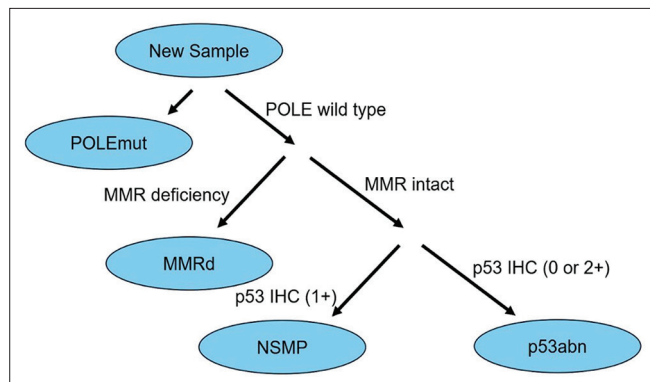 New Sample
POLE wild type
POLEmut
MMR deficiency
MMR intact
MMRd
p53 IHC (0 or 2+)
p53 IHC (1+)
NSMP
p53abn